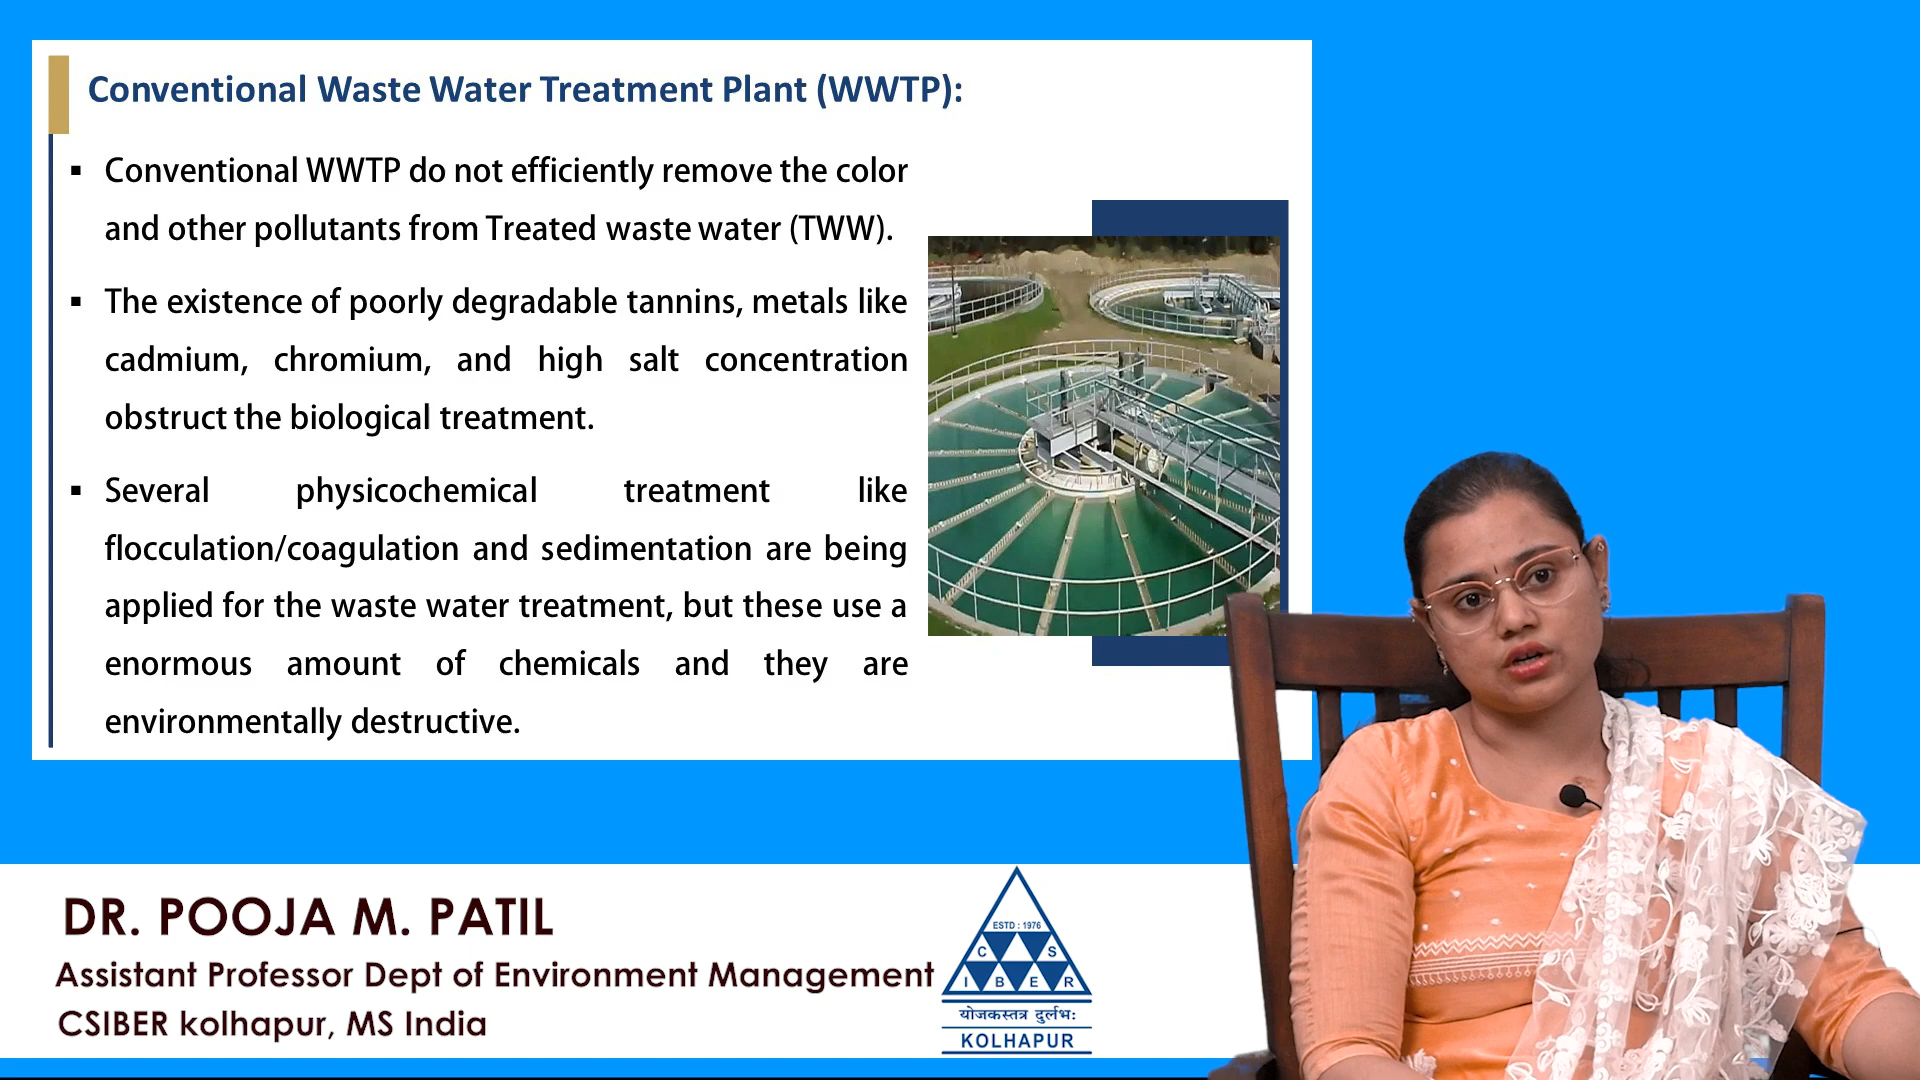 Conventional Waste Water Treatment Plant (WWTP):
▪ Conventional WWTP do not efficiently remove the color
and other pollutants from Treated waste water (TWW).
▪ The existence of poorly degradable tannins, metals like
cadmium, chromium, and high salt concentration
obstruct the biological treatment.
▪ Several physicochemical treatment like
flocculation/coagulation and sedimentation are being
applied for the waste water treatment, but these use a
enormous amount of chemicals and they are
environmentally destructive.
DR. POOJA M. PATIL
Assistant Professor Dept of Environment Management
CSIBER kolhapur, MS India
ESTD : 1976
C S
I B E R
योजकस्तत्र दुर्लभः
KOLHAPUR